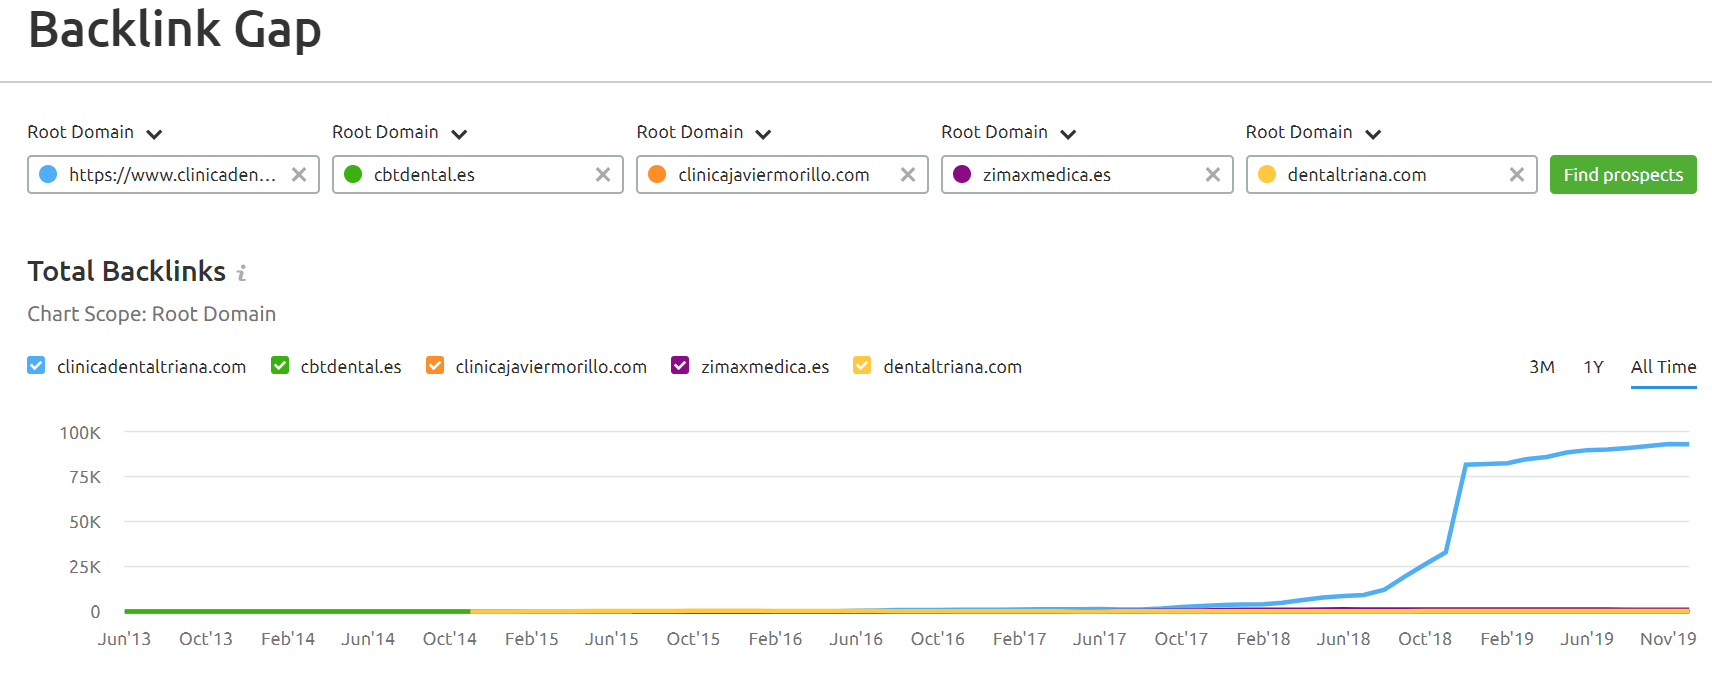 Backlink Gap
Root Domain Root Domain Root Domain Root Domain Root Domain
https://www.clinicaden... cbtdental.es clinicajaviermorillo.com zimaxmedica.es dentaltriana.com Find prospects
Total Backlinks i
Chart Scope: Root Domain
clinicadentaltriana.com cbtdental.es clinicajaviermorillo.com zimaxmedica.es dentaltriana.com 3M 1Y All Time
100K
75K
50K
25K
0
Jun'13 Oct'13 Feb'14 Jun'14 Oct'14 Feb'15 Jun'15 Oct'15 Feb'16 Jun'16 Oct'16 Feb'17 Jun'17 Oct'17 Feb'18 Jun'18 Oct'18 Feb'19 Jun'19 Nov'19